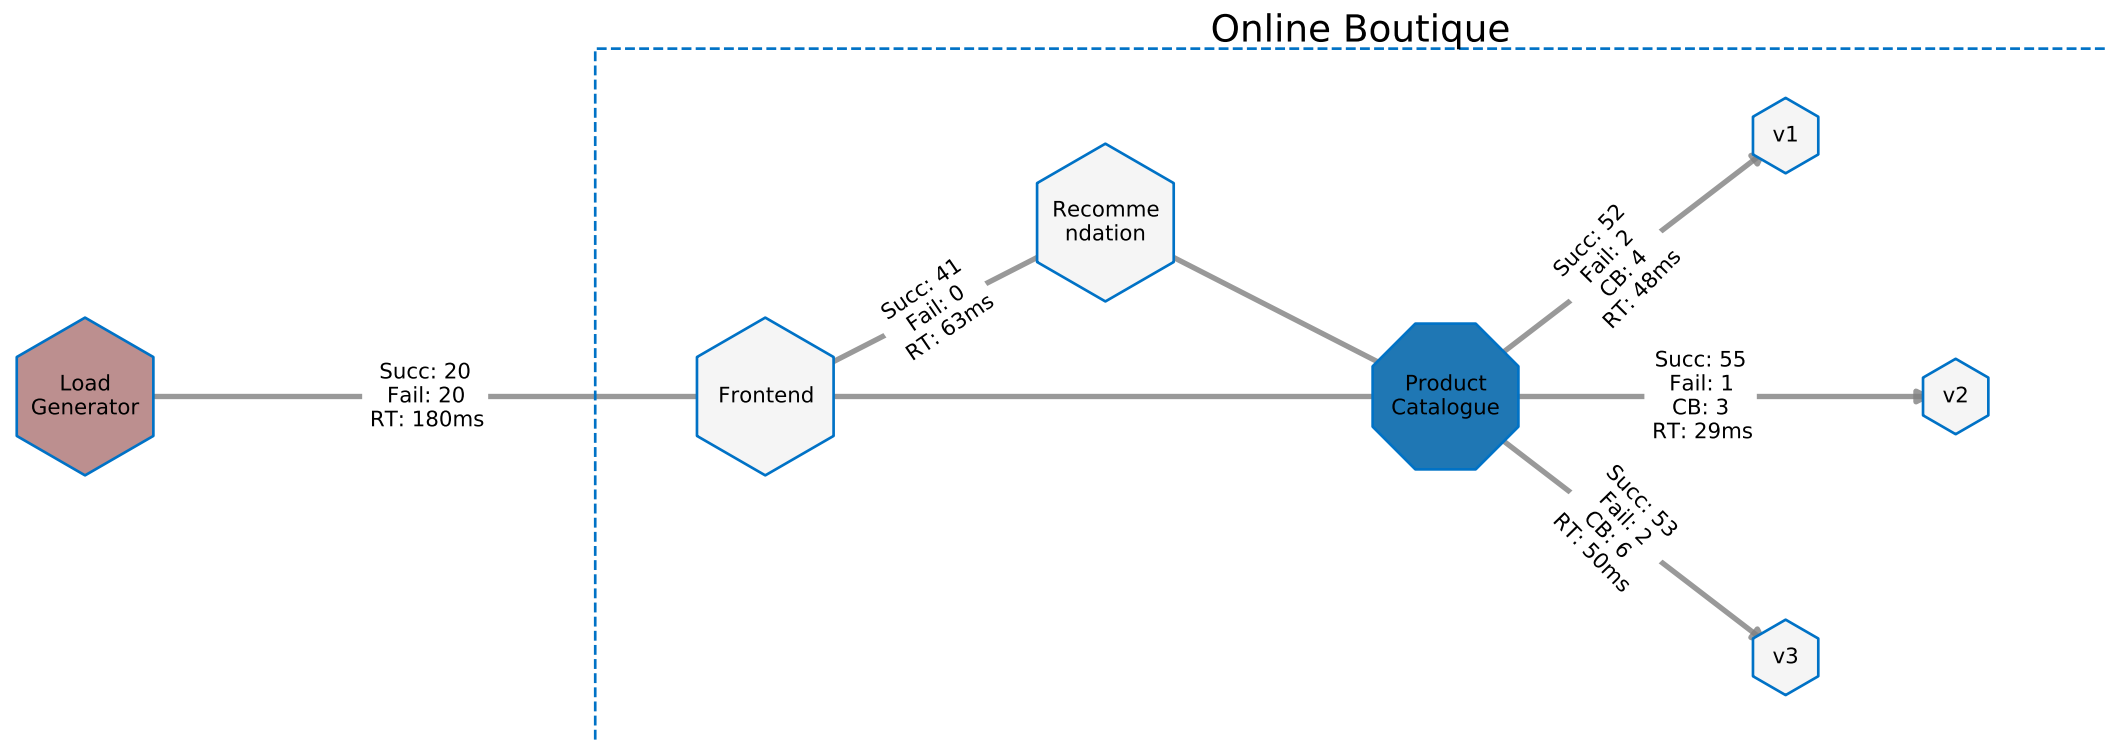 Online Boutique
Load
Generator
Succ: 20
Fail: 20
RT: 180ms
Frontend
Succ: 41
Fail: 0
RT: 63ms
Recomme
ndation
Product
Catalogue
Succ: 52
Fail: 2
CB: 4
RT: 48ms
v1
Succ: 55
Fail: 1
CB: 3
RT: 29ms
v2
Succ: 53
Fail: 2
CB: 6
RT: 50ms
v3